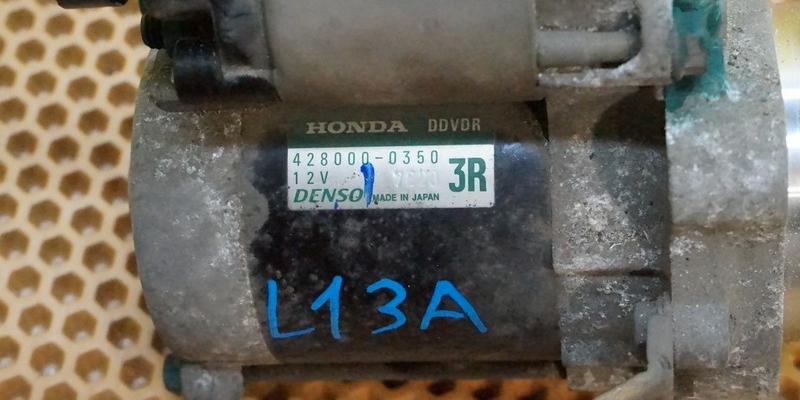 HONDA DDVDR
428000-0350
12V 3R
DENSO MADE IN JAPAN
L13A